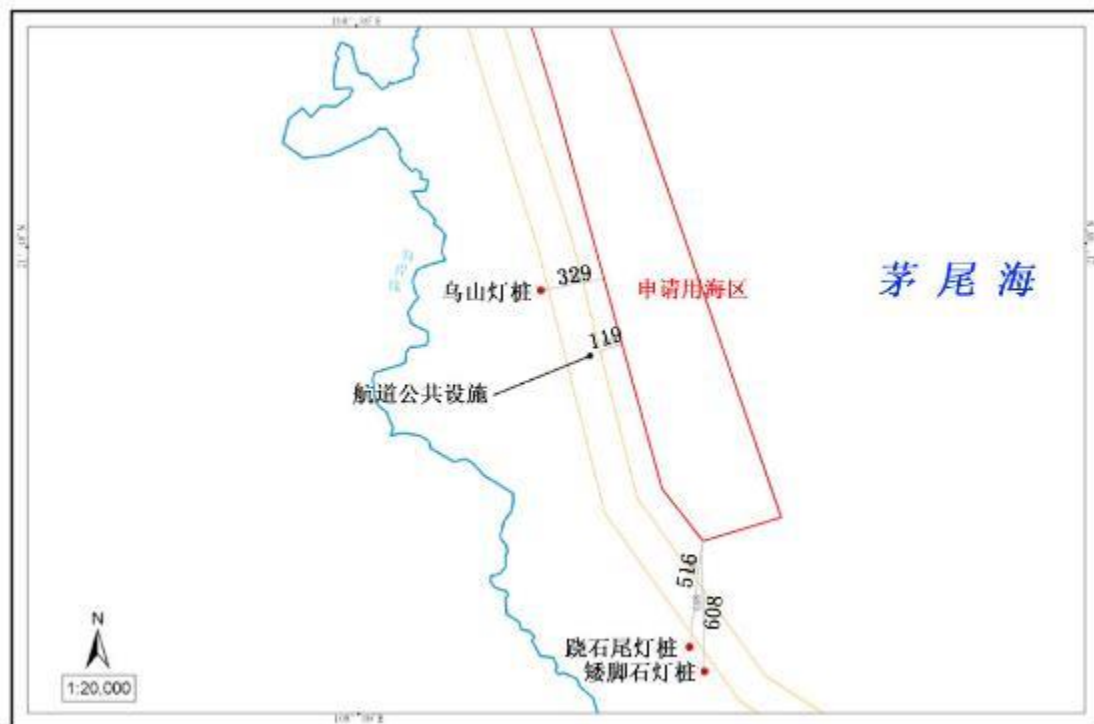 329
乌山灯桩
申请用海区
茅尾海
119
航道公共设施
516
608
跷石尾灯桩
矮脚石灯桩
N
1:20,000